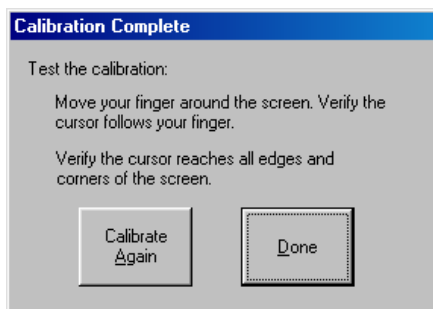 Calibration Complete
Test the calibration:
Move your finger around the screen. Verify the
cursor follows your finger.
Verify the cursor reaches all edges and
corners of the screen.
Calibrate
Again
Done